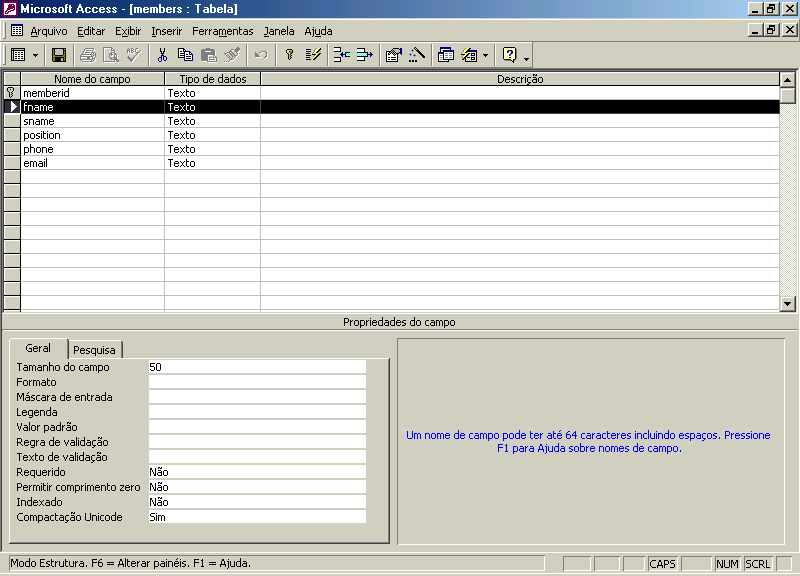 Microsoft Access - [members : Tabela]
Arquivo Editar Exibir Inserir Ferramentas Janela Ajuda
Nome do campo Tipo de dados Descrição
memberid Texto
fname Texto
sname Texto
position Texto
phone Texto
email Texto
Propriedades do campo
Geral Pesquisa
Tamanho do campo 50
Formato
Máscara de entrada
Legenda
Valor padrão
Regra de validação
Texto de validação
Requerido Não
Permitir comprimento zero Não
Indexado Não
Compactação Unicode Sim
Um nome de campo pode ter até 64 caracteres incluindo espaços. Pressione
F1 para Ajuda sobre nomes de campo.
Modo Estrutura. F6 = Alterar painéis. F1 = Ajuda. CAPS NUM SCRL